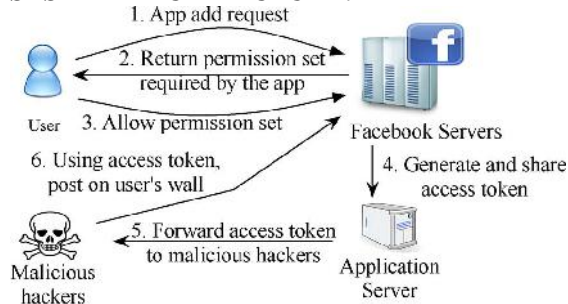 1. App add request
2. Return permission set
required by the app
User
3. Allow permission set
Facebook Servers
6. Using access token,
post on user's wall
4. Generate and share
access token
5. Forward access token
to malicious hackers
Malicious
hackers
Application
Server